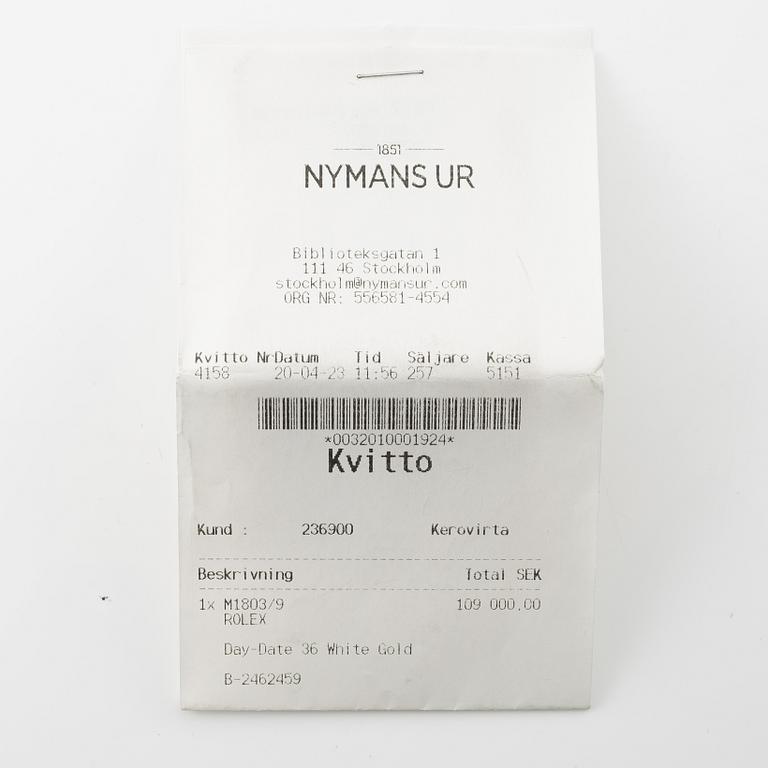 1851
NYMANS UR
Biblioteksgatan 1
111 46 Stockholm
stockholm@nymansur.com
ORG NR: 556581-4554
Kvitto NrDatum Tid Säljare Kassa
4158 20-04-23 11:56 257 5151
*0032010001924*
Kvitto
Kund : 236900 Kerovirta
Beskrivning Total SEK
1x M1803/9 109 000,00
ROLEX
Day-Date 36 White Gold
B-2462459